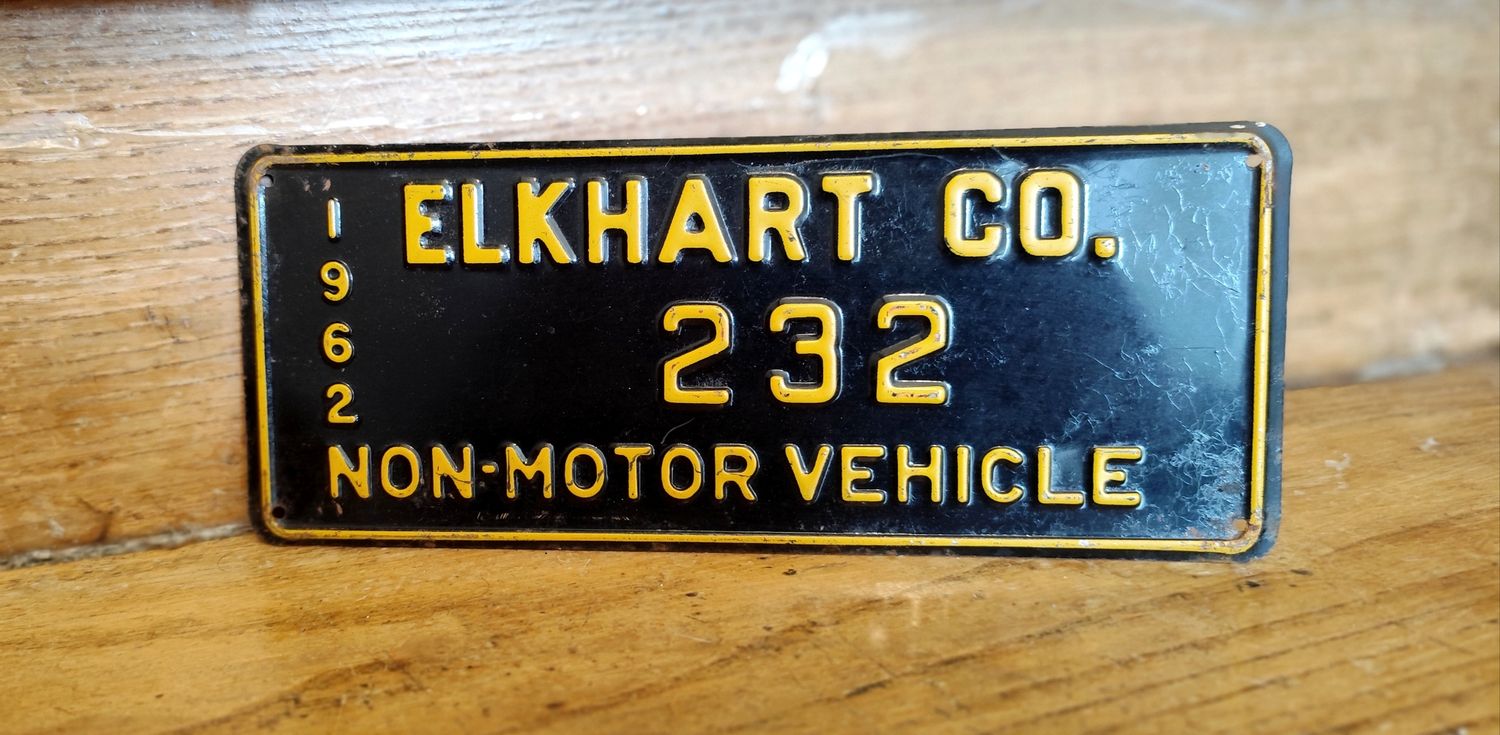 ELKHART CO.
1962
232
NON-MOTOR VEHICLE